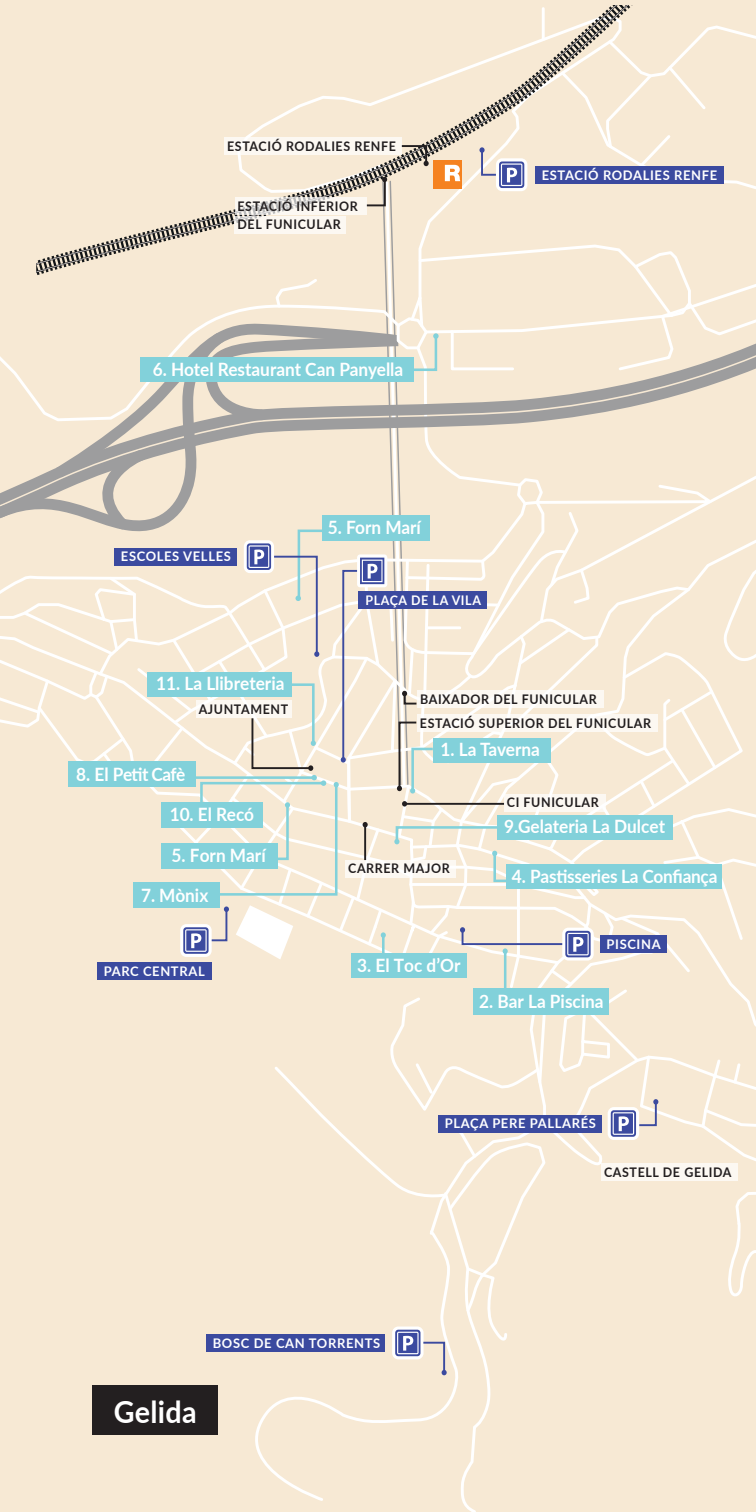 ESTACIÓ RODALIES RENFE
R
P
ESTACIÓ RODALIES RENFE
ESTACIÓ INFERIOR
DEL FUNICULAR
6. Hotel Restaurant Can Panyella
5. Forn Marí
ESCOLES VELLES
P
P
PLAÇA DE LA VILA
11. La Llibreteria
BAIXADOR DEL FUNICULAR
AJUNTAMENT
ESTACIÓ SUPERIOR DEL FUNICULAR
1. La Taverna
8. El Petit Cafè
CI FUNICULAR
10. El Recó
9.Gelateria La Dulcet
5. Forn Marí
CARRER MAJOR
4. Pastisseries La Confiança
7. Mònix
P
PARC CENTRAL
P
PISCINA
3. El Toc d'Or
2. Bar La Piscina
PLAÇA PERE PALLARÉS
P
CASTELL DE GELIDA
BOSC DE CAN TORRENTS
P
Gelida